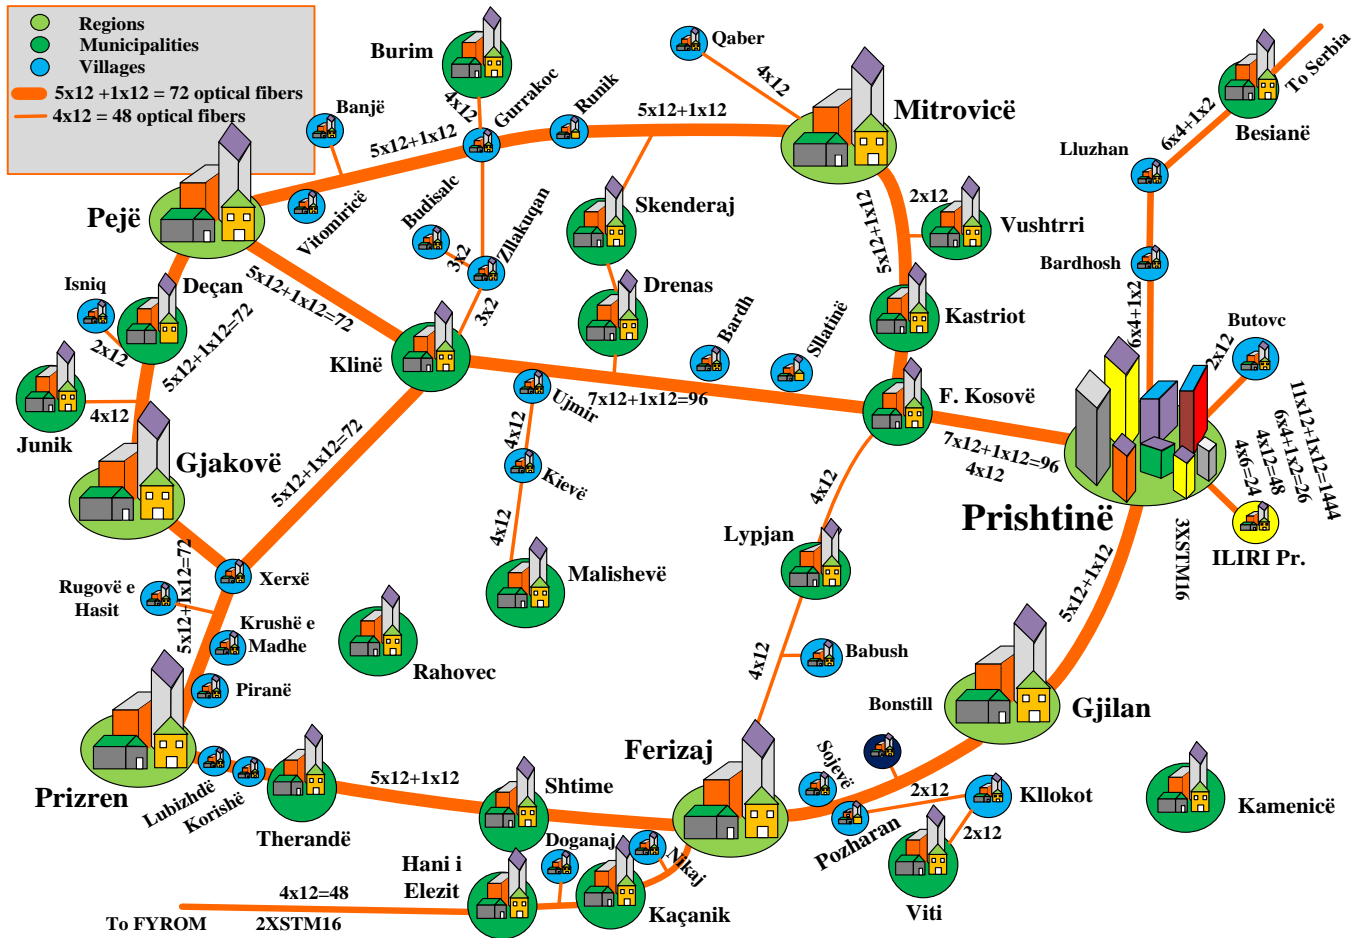 Regions
Municipalities
Villages
5x12 +1x12 = 72 optical fibers
4x12 = 48 optical fibers
Burim
4x12
Gurrakoc
Runik
Banjë
5x12+1x12
Qaber
4x12
5x12+1x12
Mitrovicë
To Serbia
Besianë
6x4+1x2
Lluzhan
Pejë
Vitomiricë
Budisalc
3x2
Zllakuqan
3x2
Skenderaj
5x12+1x12
2x12
Vushtrri
Bardhosh
6x4+1x2
Isniq
2x12
Deçan
5x12+1x12=72
5x12+1x12=72
Drenas
Kastriot
Butovc
2x12
Klinë
Bardh
Sllatinë
Junik
4x12
Ujmir
7x12+1x12=96
F. Kosovë
7x12+1x12=96
4x12
11x12+1x12=1444
6x4+1x2=26
4x12=48
4x6=24
Gjakovë
5x12+1x12=72
4x12
Kievë
4x12
4x12
Prishtinë
3XSTM16
ILIRI Pr.
Lypjan
Malishevë
Xerxë
5x12+1x12=72
Rugovë e
Hasit
Krushë e
Madhe
Rahovec
5x12+1x12
4x12
Babush
Piranë
Bonstill
Gjilan
Prizren
Lubizhdë
Korishë
Therandë
5x12+1x12
Shtime
Ferizaj
Sojevë
Pozharan
2x12
Kllokot
2x12
Viti
Kamenicë
Doganaj
Nikaj
Hani i
Elezit
Kaçanik
4x12=48
To FYROM
2XSTM16